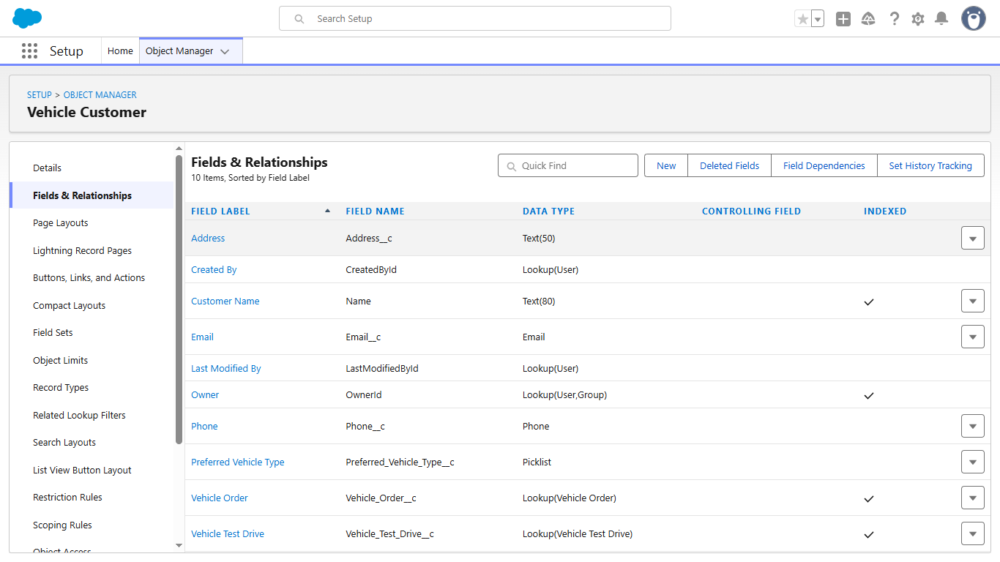 Search Setup
Setup
Home
Object Manager
SETUP > OBJECT MANAGER
Vehicle Customer
Details
Fields & Relationships
Page Layouts
Lightning Record Pages
Buttons, Links, and Actions
Compact Layouts
Field Sets
Object Limits
Record Types
Related Lookup Filters
Search Layouts
List View Button Layout
Restriction Rules
Scoping Rules
Object Access
Fields & Relationships
10 Items, Sorted by Field Label
Quick Find
New
Deleted Fields
Field Dependencies
Set History Tracking
FIELD LABEL FIELD NAME DATA TYPE CONTROLLING FIELD INDEXED
Address Address__c Text(50)
Created By CreatedById Lookup(User)
Customer Name Name Text(80)
Email Email__c Email
Last Modified By LastModifiedById Lookup(User)
Owner OwnerId Lookup(User,Group)
Phone Phone__c Phone
Preferred Vehicle Type Preferred_Vehicle_Type__c Picklist
Vehicle Order Vehicle_Order__c Lookup(Vehicle Order)
Vehicle Test Drive Vehicle_Test_Drive__c Lookup(Vehicle Test Drive)